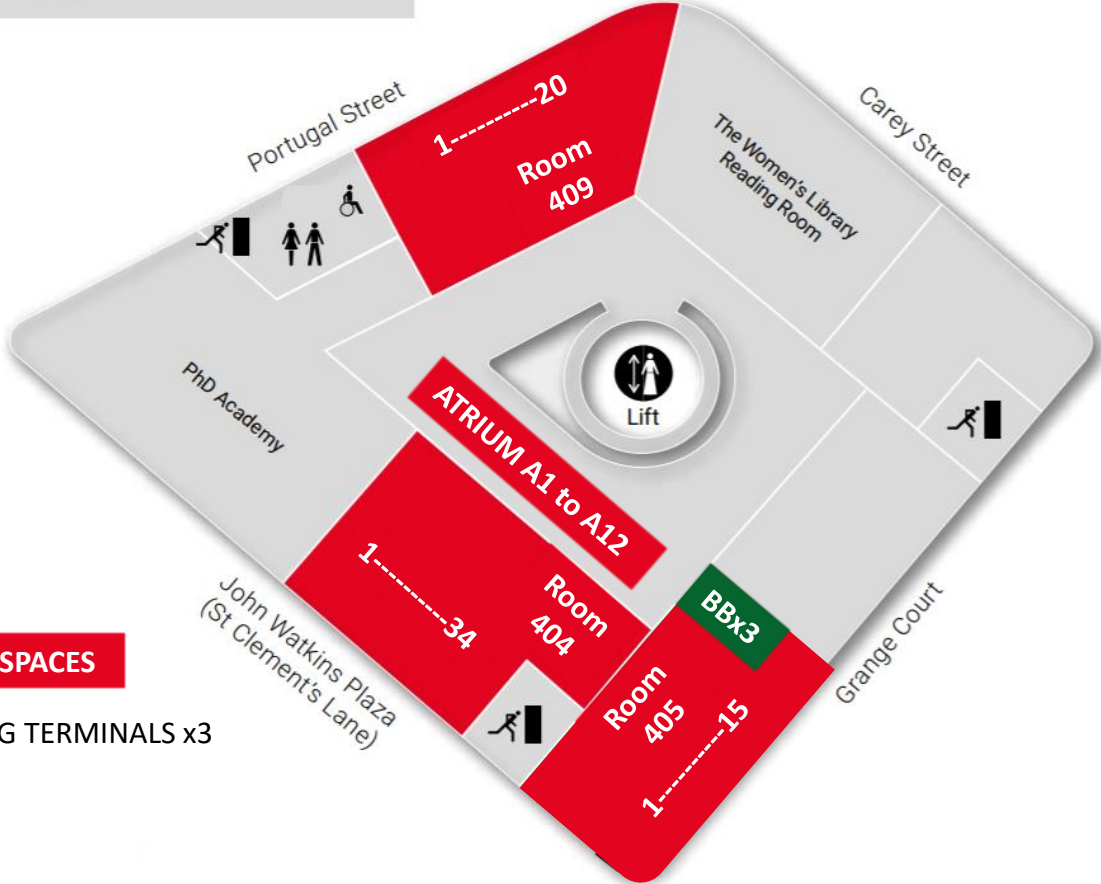 Portugal Street
Carey Street
1----------20
Room
409
The Women's Library
Reading Room
PhD Academy
Lift
ATRIUM A1 to A12
1---------34
Room
404
BBx3
Room
405
1---------15
John Watkins Plaza
(St Clement's Lane)
Grange Court
SPACES
G TERMINALS x3